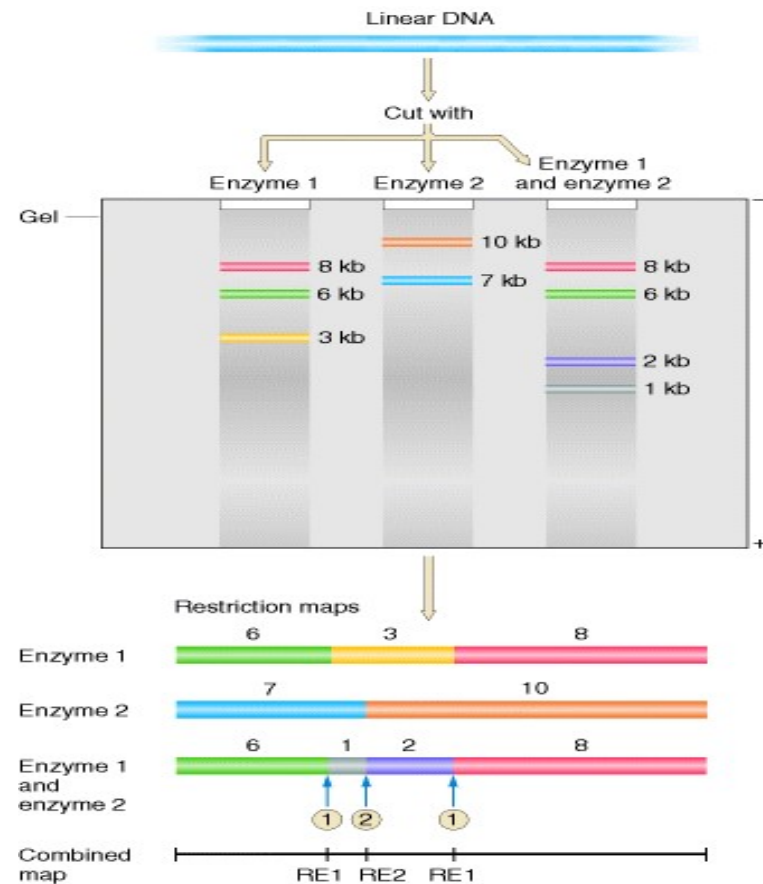 Linear DNA
Cut with
Enzyme 1
Enzyme 2
Enzyme 1
and enzyme 2
Gel
−
8 kb
6 kb
3 kb
10 kb
7 kb
8 kb
6 kb
2 kb
1 kb
+
Restriction maps
6 3 8
Enzyme 1
7 10
Enzyme 2
6 1 2 8
Enzyme 1
and
enzyme 2
1 2 1
Combined
map
RE1 RE2 RE1